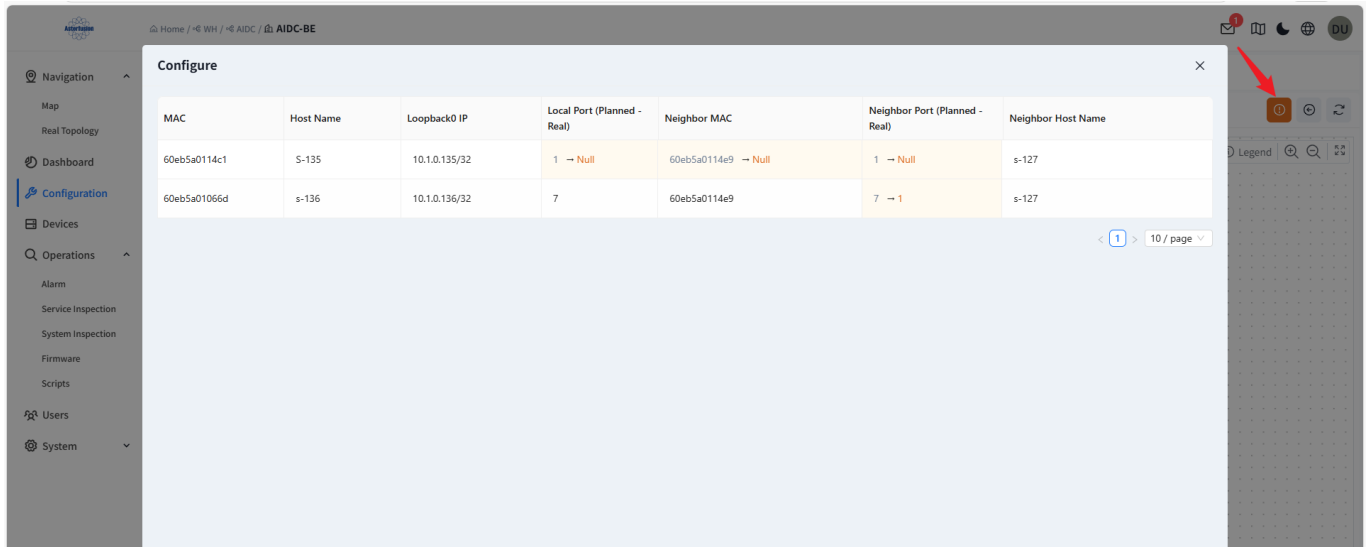 Asterfusion
Home / WH / AIDC / AIDC-BE
1
DU
Navigation
Map
Real Topology
Dashboard
Configuration
Devices
Operations
Alarm
Service Inspection
System Inspection
Firmware
Scripts
Users
System
Configure
MAC Host Name Loopback0 IP Local Port (Planned - Real) Neighbor MAC Neighbor Port (Planned - Real) Neighbor Host Name
60eb5a0114c1 S-135 10.1.0.135/32 1 → Null 60eb5a0114e9 → Null 1 → Null s-127
60eb5a01066d s-136 10.1.0.136/32 7 60eb5a0114e9 7 → 1 s-127
< 1 > 10 / page
Legend